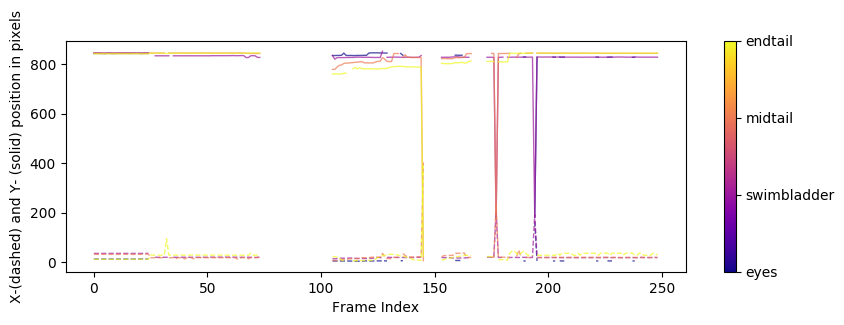 X-(dashed) and Y- (solid) position in pixels
800
600
400
200
0
0 50 100 150 200 250
Frame Index
endtail
midtail
swimbladder
eyes